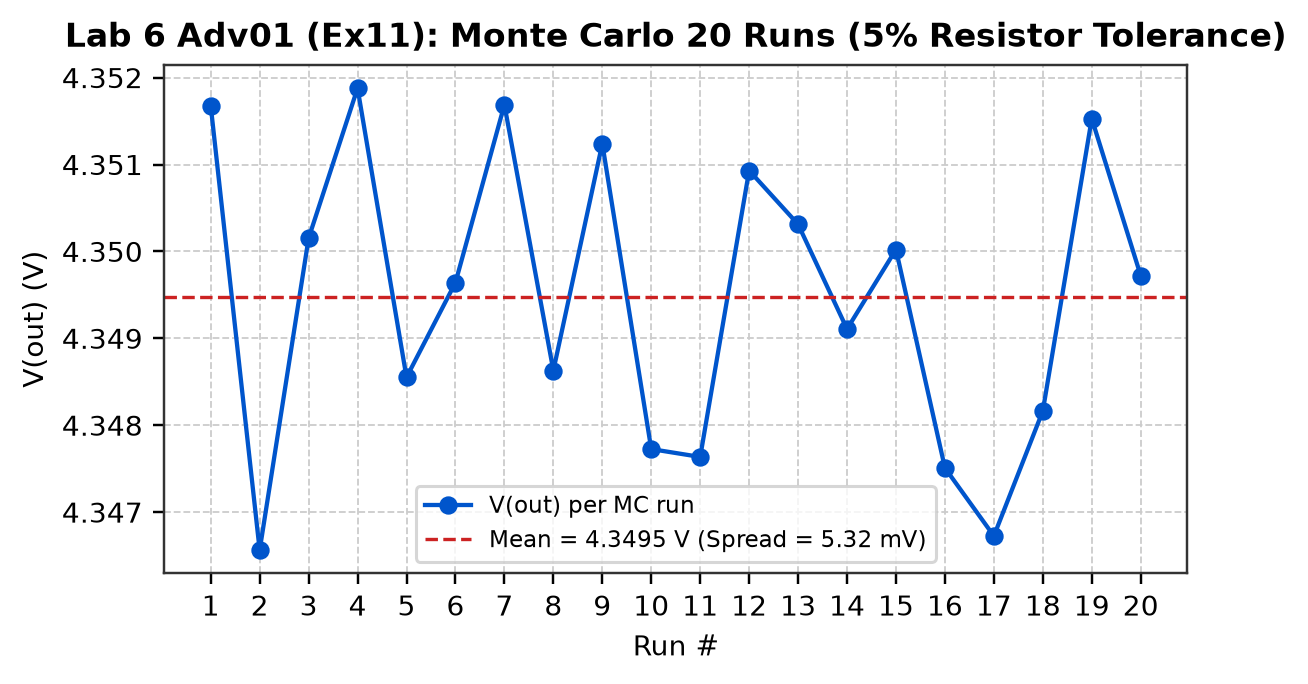 Lab 6 Adv01 (Ex11): Monte Carlo 20 Runs (5% Resistor Tolerance)
4.352
4.351
4.350
4.349
4.348
4.347
V(out) (V)
V(out) per MC run
Mean = 4.3495 V (Spread = 5.32 mV)
1 2 3 4 5 6 7 8 9 10 11 12 13 14 15 16 17 18 19 20
Run #